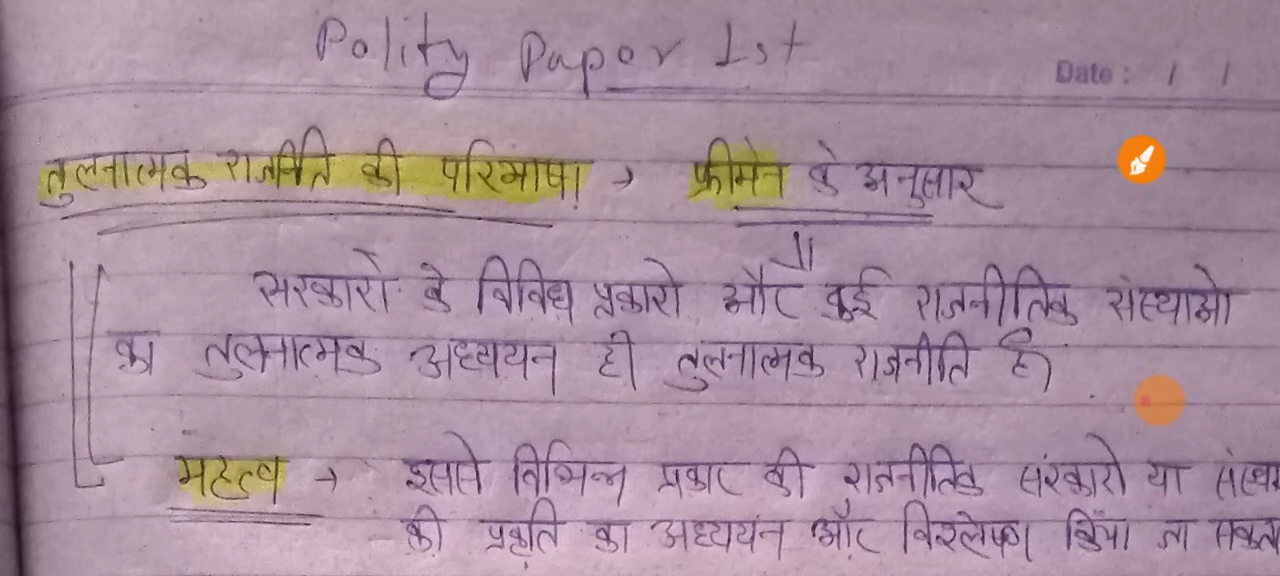 Polity Paper 1st
Date : / /
तुलनात्मक राजनिति की परिभाषा → फ्रीमेन के अनुसार
सरकारो के विविध प्रकारो और कई राजनीतिक संस्थाओ
का तुलनात्मक अध्ययन ही तुलनात्मक राजनीति है।
महत्व → इससे विभिन्न प्रकार की राजनीतिक सरकारो या
की प्रकृति का अध्ययन और विश्लेषण किया जा सकता